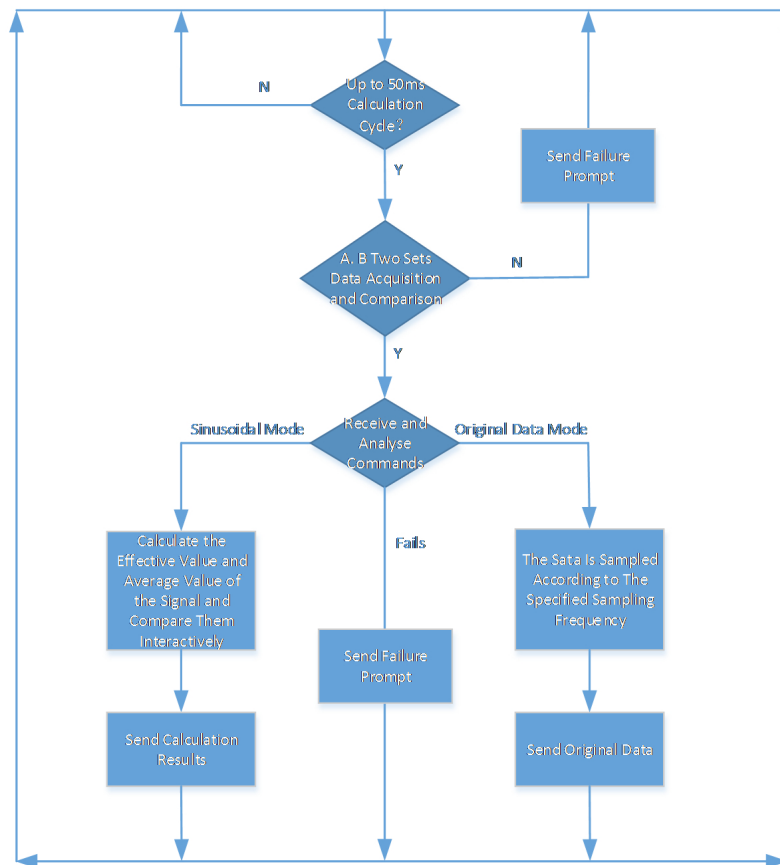 Up to 50ms
Calculation
Cycle?
N
Y
Send Failure
Prompt
A. B Two Sets
Data Acquisition
and Comparison
N
Y
Sinusoidal Mode
Receive and
Analyse
Commands
Original Data Mode
Calculate the
Effective Value and
Average Value of
the Signal and
Compare Them
Interactively
Fails
The Sata Is Sampled
According to The
Specified Sampling
Frequency
Send Failure
Prompt
Send Calculation
Results
Send Original Data